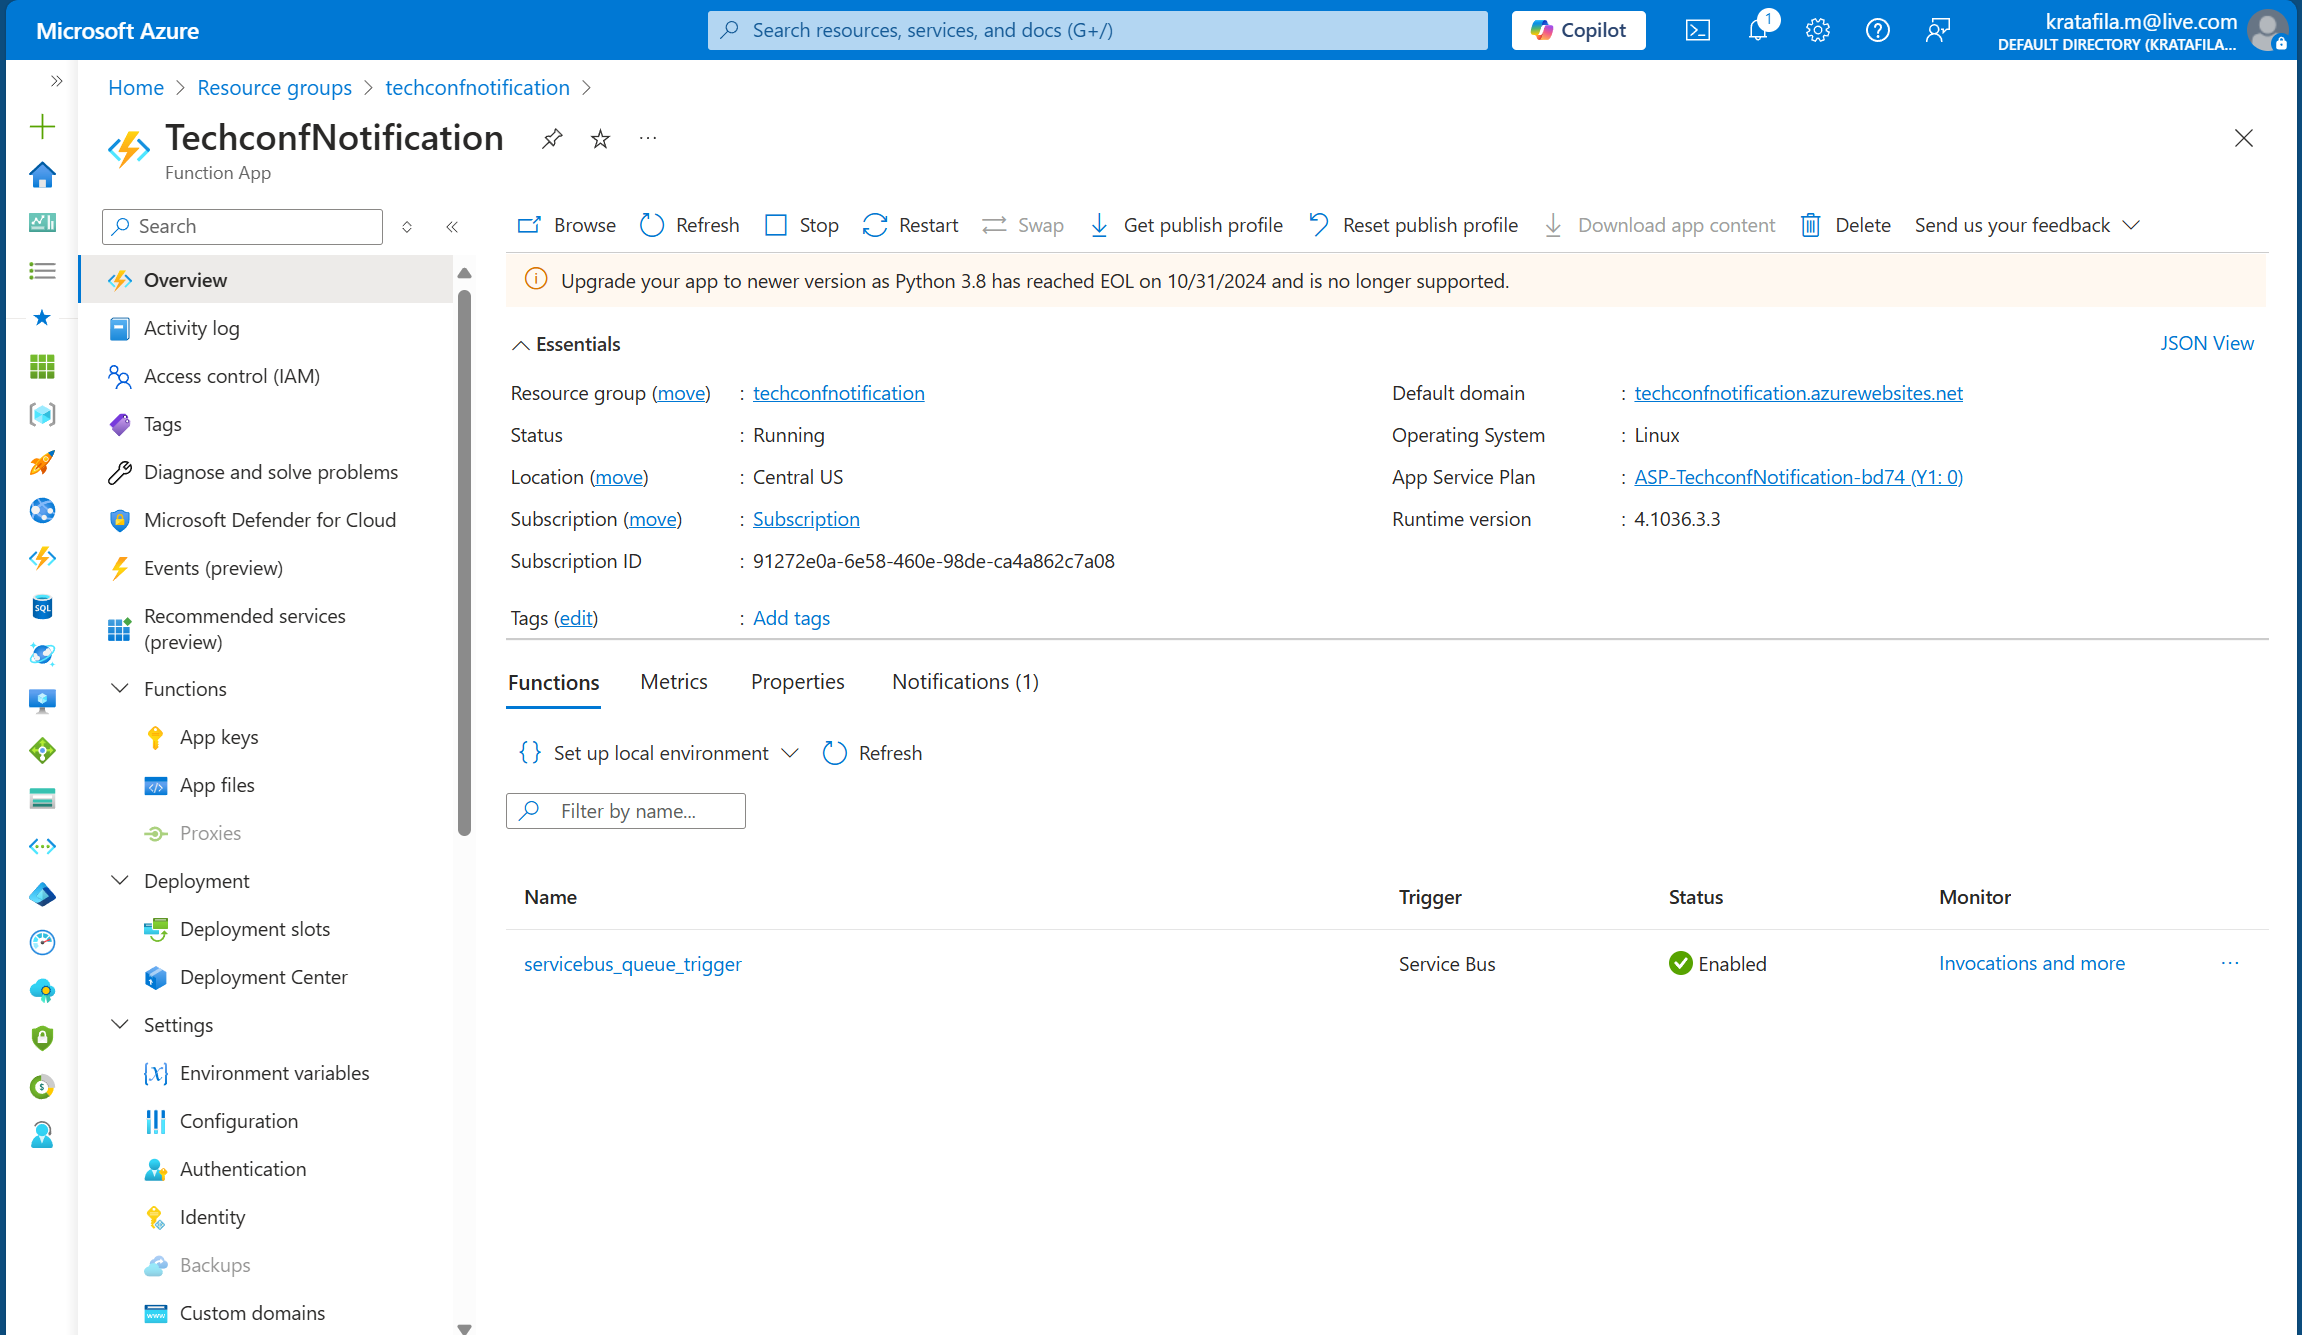 Microsoft Azure
Search resources, services, and docs (G+/)
Copilot
1
kratafila.m@live.com
DEFAULT DIRECTORY (KRATAFILA...
Home > Resource groups > techconfnotification >
TechconfNotification
Function App
Search
Browse Refresh Stop Restart Swap Get publish profile Reset publish profile Download app content Delete Send us your feedback
Overview
Activity log
Access control (IAM)
Tags
Diagnose and solve problems
Microsoft Defender for Cloud
Events (preview)
Recommended services
(preview)
Functions
App keys
App files
Proxies
Deployment
Deployment slots
Deployment Center
Settings
Environment variables
Configuration
Authentication
Identity
Backups
Custom domains
Upgrade your app to newer version as Python 3.8 has reached EOL on 10/31/2024 and is no longer supported.
Essentials
JSON View
Resource group (move) : techconfnotification
Status : Running
Location (move) : Central US
Subscription (move) : Subscription
Subscription ID : 91272e0a-6e58-460e-98de-ca4a862c7a08
Default domain : techconfnotification.azurewebsites.net
Operating System : Linux
App Service Plan : ASP-TechconfNotification-bd74 (Y1: 0)
Runtime version : 4.1036.3.3
Tags (edit) : Add tags
Functions Metrics Properties Notifications (1)
Set up local environment Refresh
Filter by name...
Name Trigger Status Monitor
servicebus_queue_trigger Service Bus Enabled Invocations and more ...